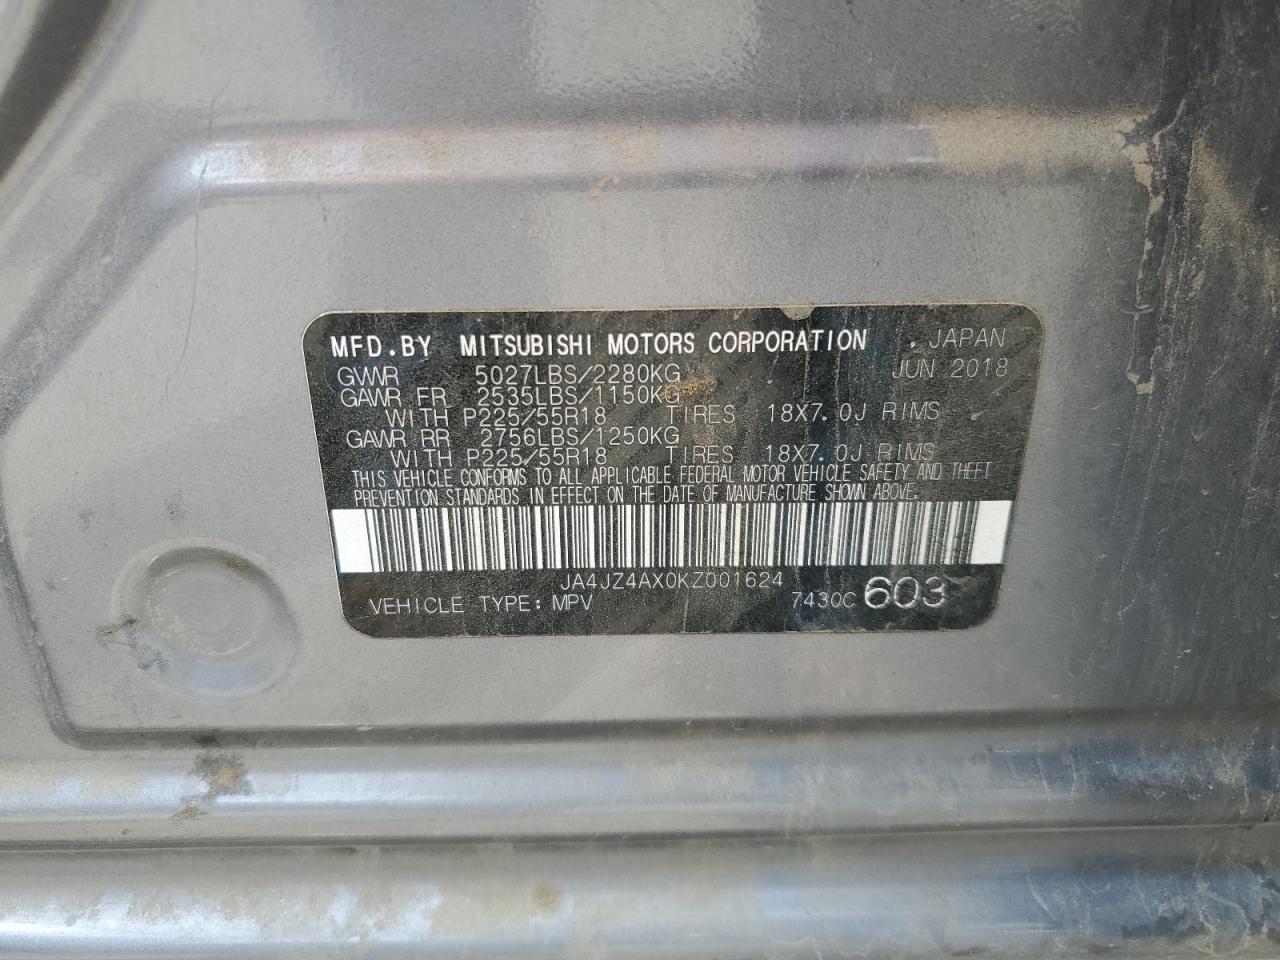 MFD.BY MITSUBISHI MOTORS CORPORATION . JAPAN
GVWR 5027LBS/2280KG JUN 2018
GAWR FR 2535LBS/1150KG
WITH P225/55R18 TIRES 18X7.0J RIMS
GAWR RR 2756LBS/1250KG
WITH P225/55R18 TIRES 18X7.0J RIMS
THIS VEHICLE CONFORMS TO ALL APPLICABLE FEDERAL MOTOR VEHICLE SAFETY AND THEFT
PREVENTION STANDARDS IN EFFECT ON THE DATE OF MANUFACTURE SHOWN ABOVE.
JA4JZ4AX0KZ001624
VEHICLE TYPE: MPV 7430C 603